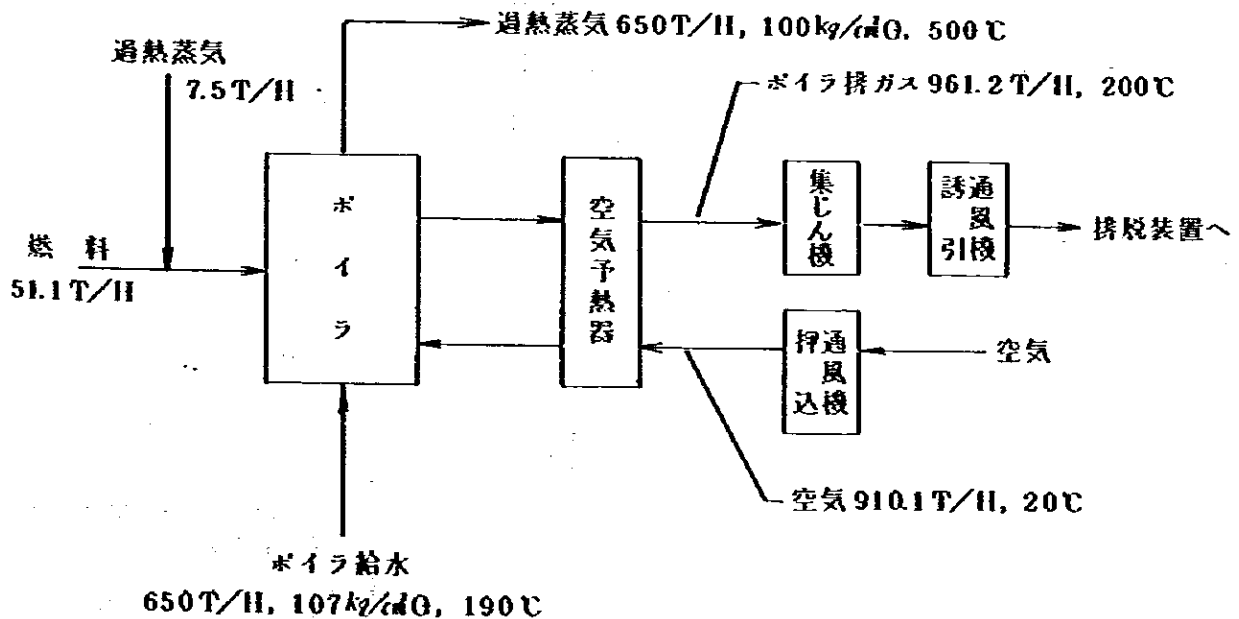 過熱蒸気 650T/H, 100kg/cm²G, 500℃
過熱蒸気
7.5T/H
ボイラ排ガス 961.2T/H, 200℃
ボイラ
空気予熱器
集じん機
誘引通風機
排脱装置へ
燃料
51.1T/H
押込通風機
空気
空気 910.1T/H, 20℃
ボイラ給水
650T/H, 107kg/cm²G, 190℃